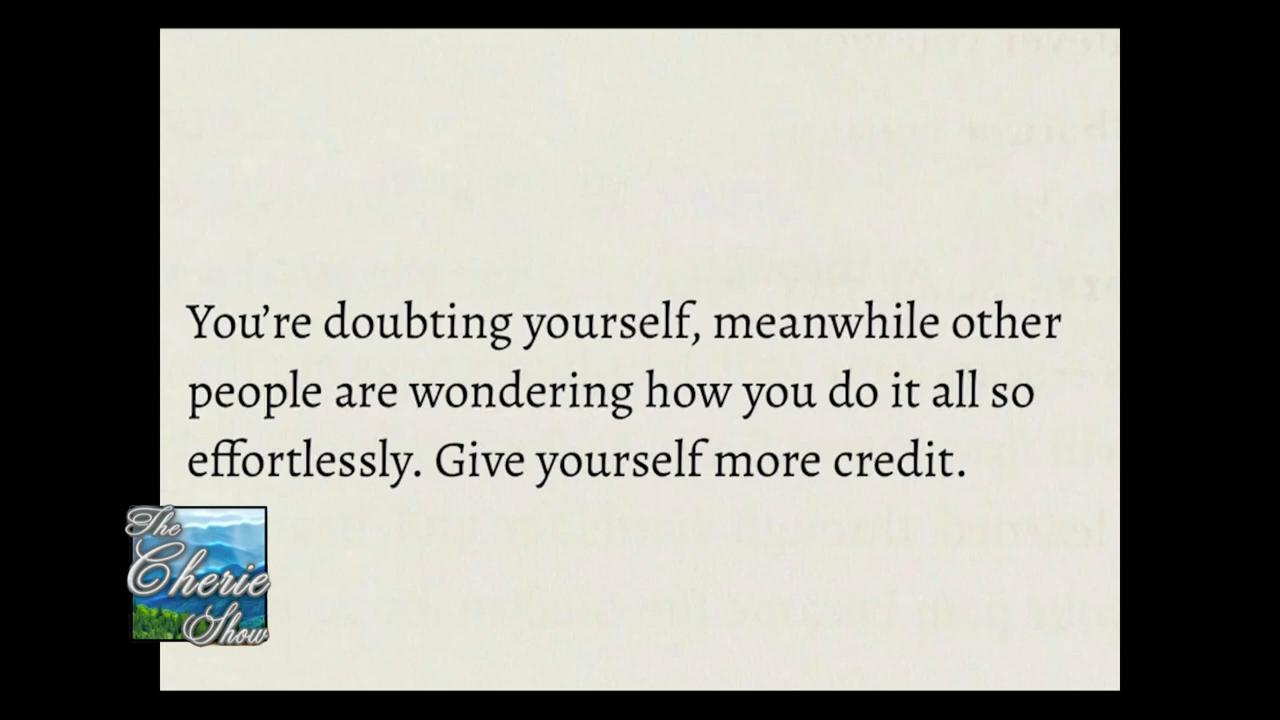 You’re doubting yourself, meanwhile other
people are wondering how you do it all so
effortlessly. Give yourself more credit.
The
Cherie
Show